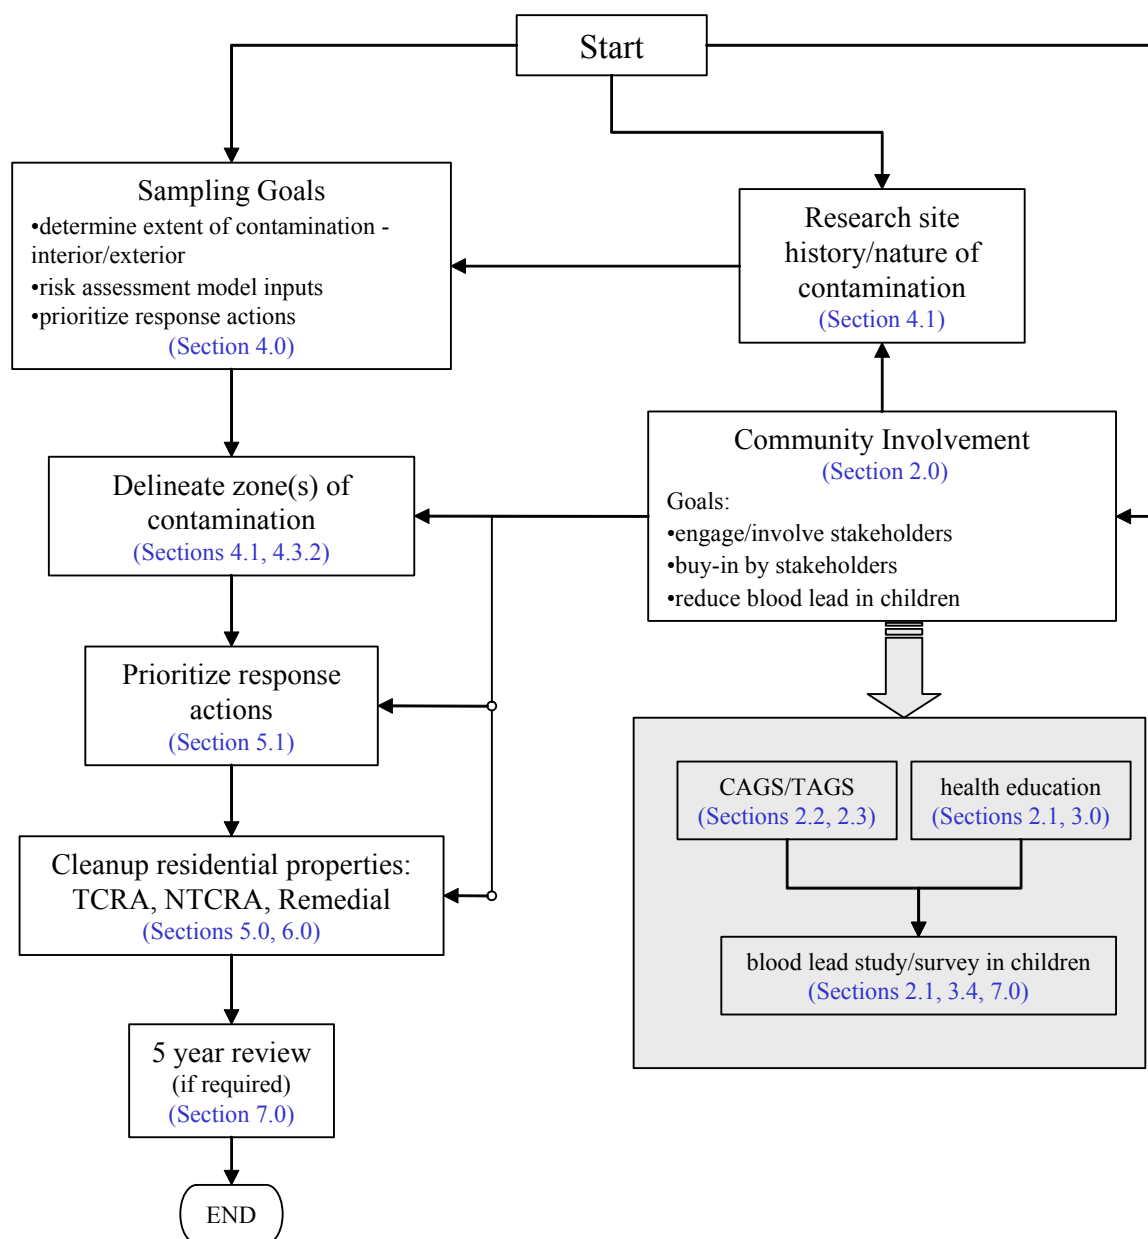 Start
Sampling Goals
•determine extent of contamination -
interior/exterior
•risk assessment model inputs
•prioritize response actions
(Section 4.0)
Research site
history/nature of
contamination
(Section 4.1)
Community Involvement
(Section 2.0)
Goals:
•engage/involve stakeholders
•buy-in by stakeholders
•reduce blood lead in children
Delineate zone(s) of
contamination
(Sections 4.1, 4.3.2)
Prioritize response
actions
(Section 5.1)
CAGS/TAGS
(Sections 2.2, 2.3)
health education
(Sections 2.1, 3.0)
Cleanup residential properties:
TCRA, NTCRA, Remedial
(Sections 5.0, 6.0)
blood lead study/survey in children
(Sections 2.1, 3.4, 7.0)
5 year review
(if required)
(Section 7.0)
END